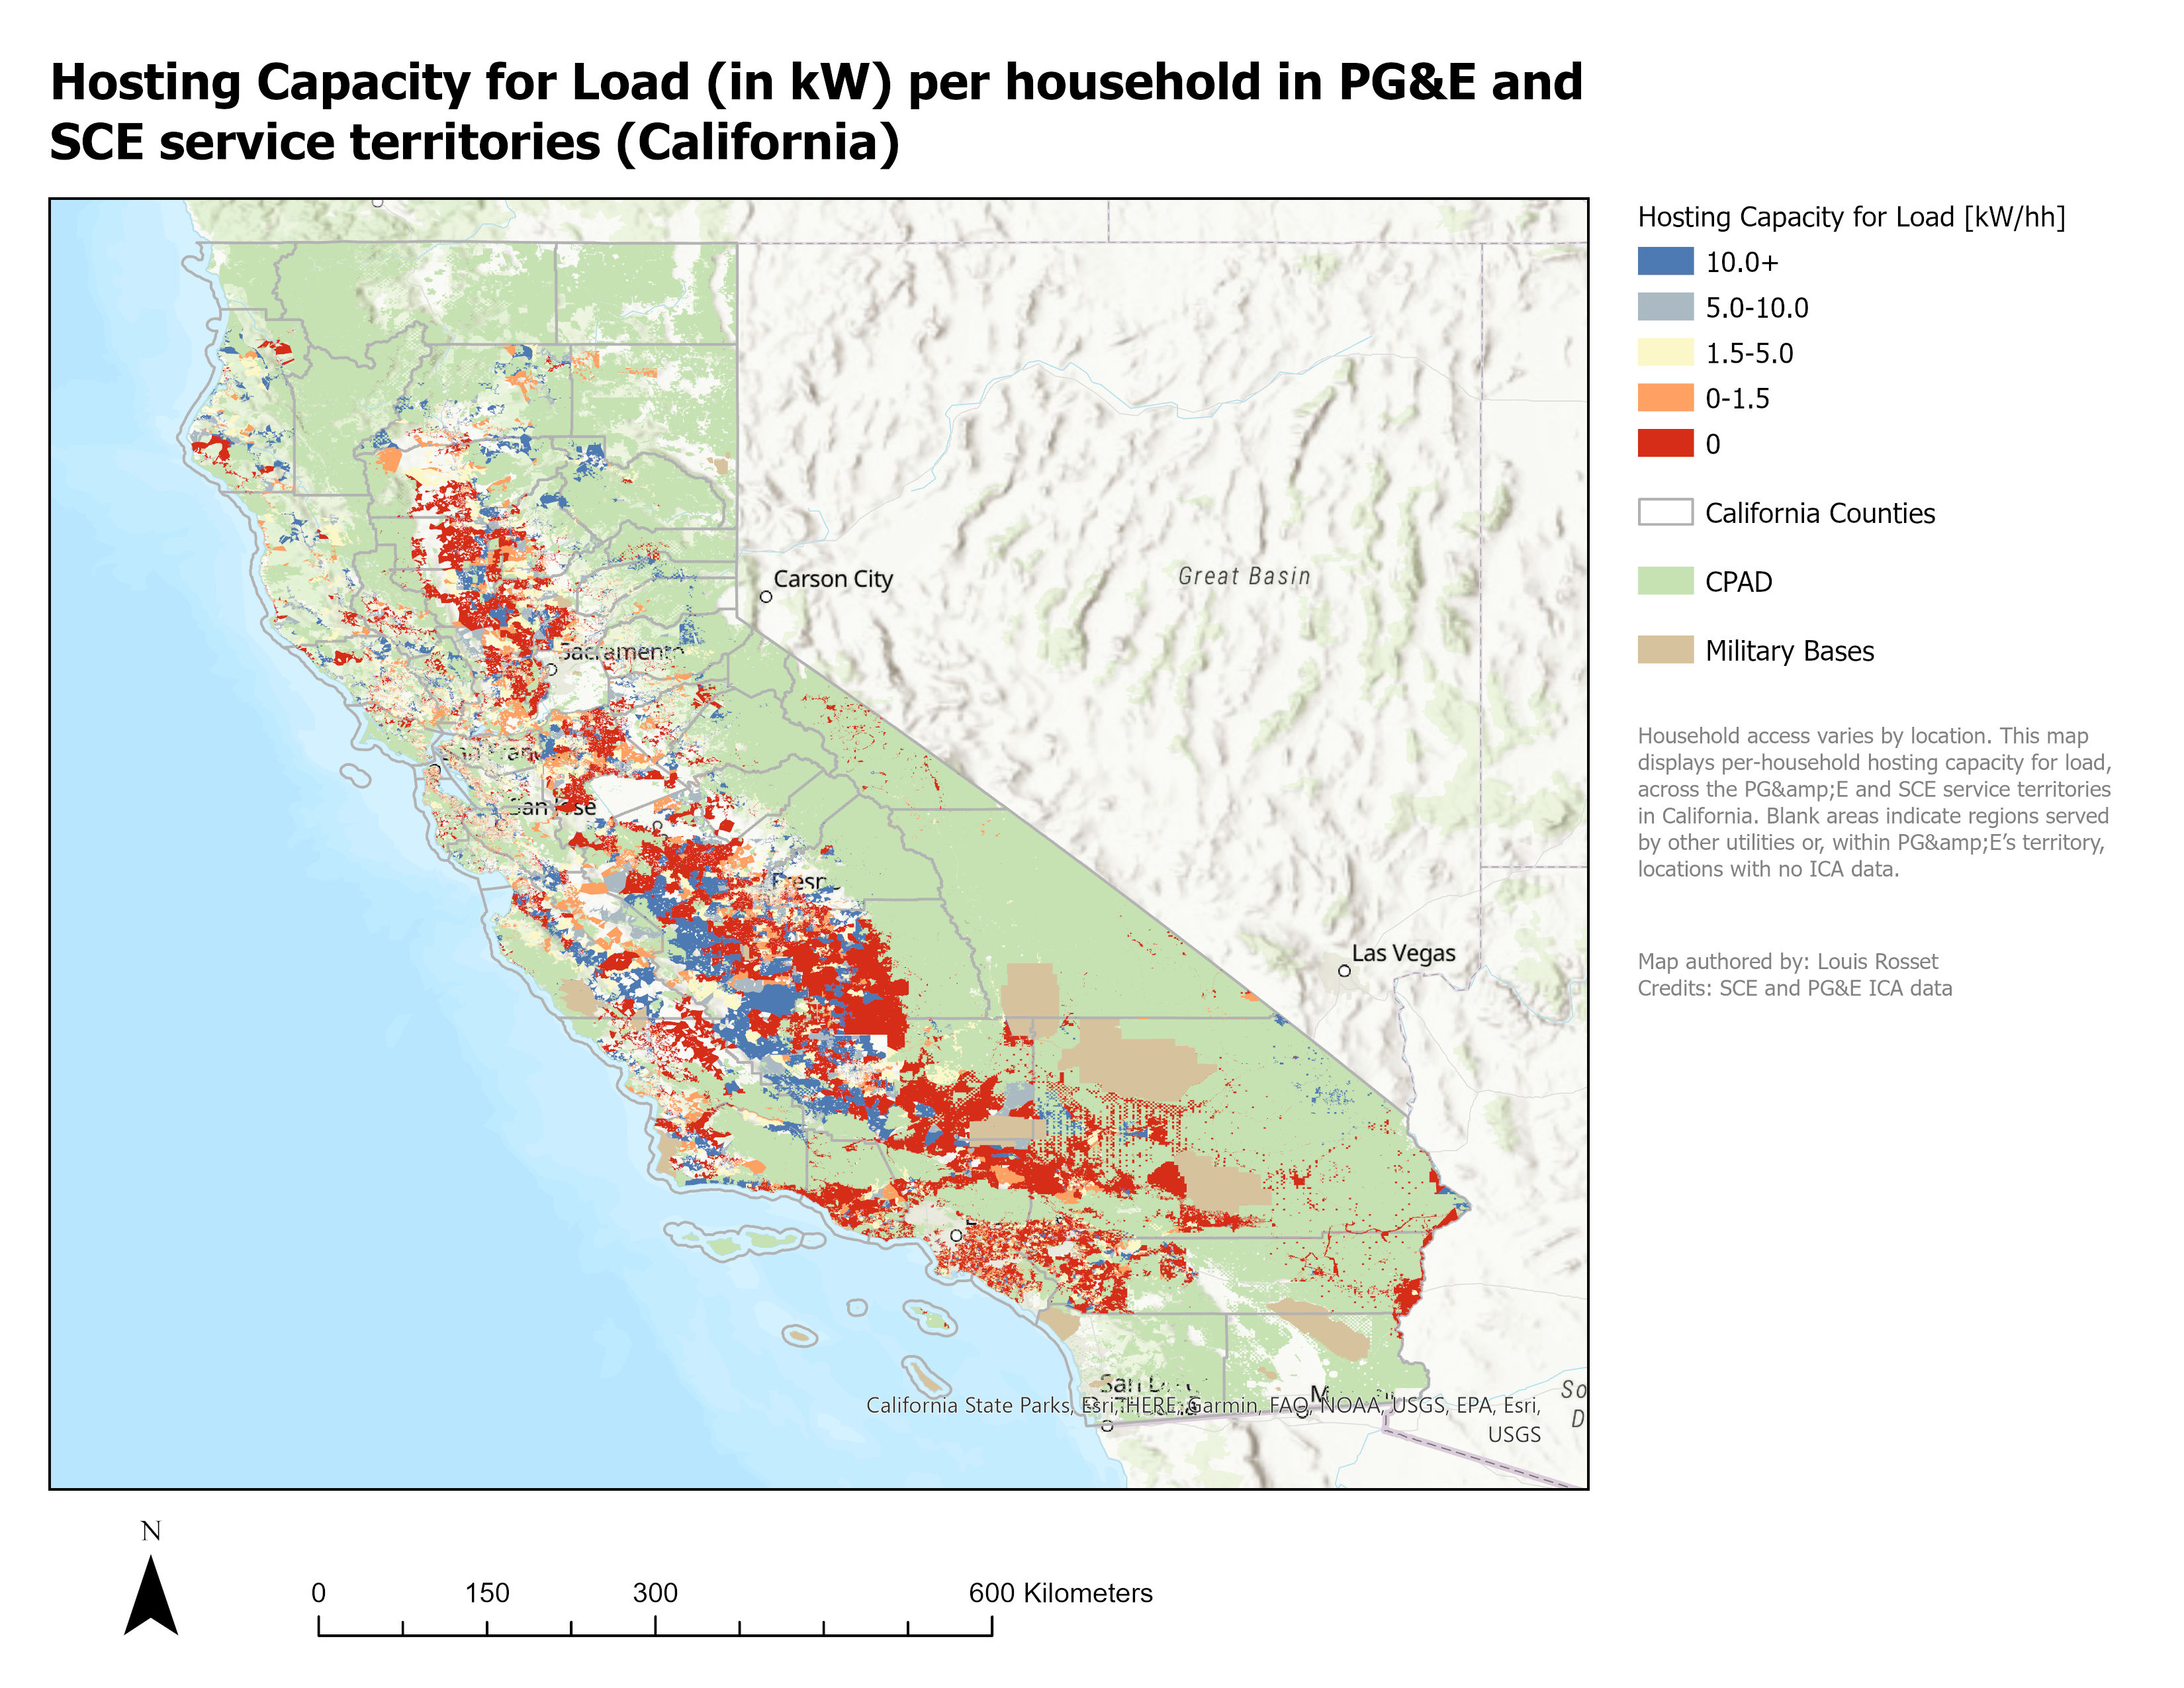 Hosting Capacity for Load (in kW) per household in PG&E and
SCE service territories (California)
Hosting Capacity for Load [kW/hh]
10.0+
5.0-10.0
1.5-5.0
0-1.5
0
California Counties
CPAD
Military Bases
Household access varies by location. This map
displays per-household hosting capacity for load,
across the PG&amp;E and SCE service territories
in California. Blank areas indicate regions served
by other utilities or, within PG&amp;E’s territory,
locations with no ICA data.
Map authored by: Louis Rosset
Credits: SCE and PG&E ICA data
Carson City
Great Basin
Sacramento
San Jose
Las Vegas
California State Parks, Esri, HERE, Garmin, FAO, NOAA, USGS, EPA, Esri,
USGS
N
0 150 300 600 Kilometers